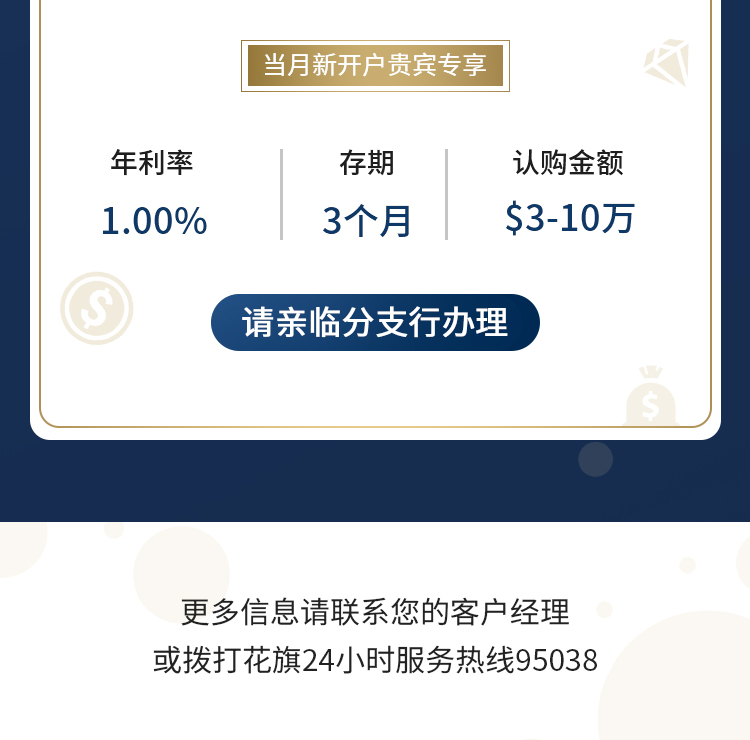 当月新开户贵宾专享
年利率 存期 认购金额
1.00% 3个月 $3-10万
请亲临分支行办理
更多信息请联系您的客户经理
或拨打花旗24小时服务热线95038